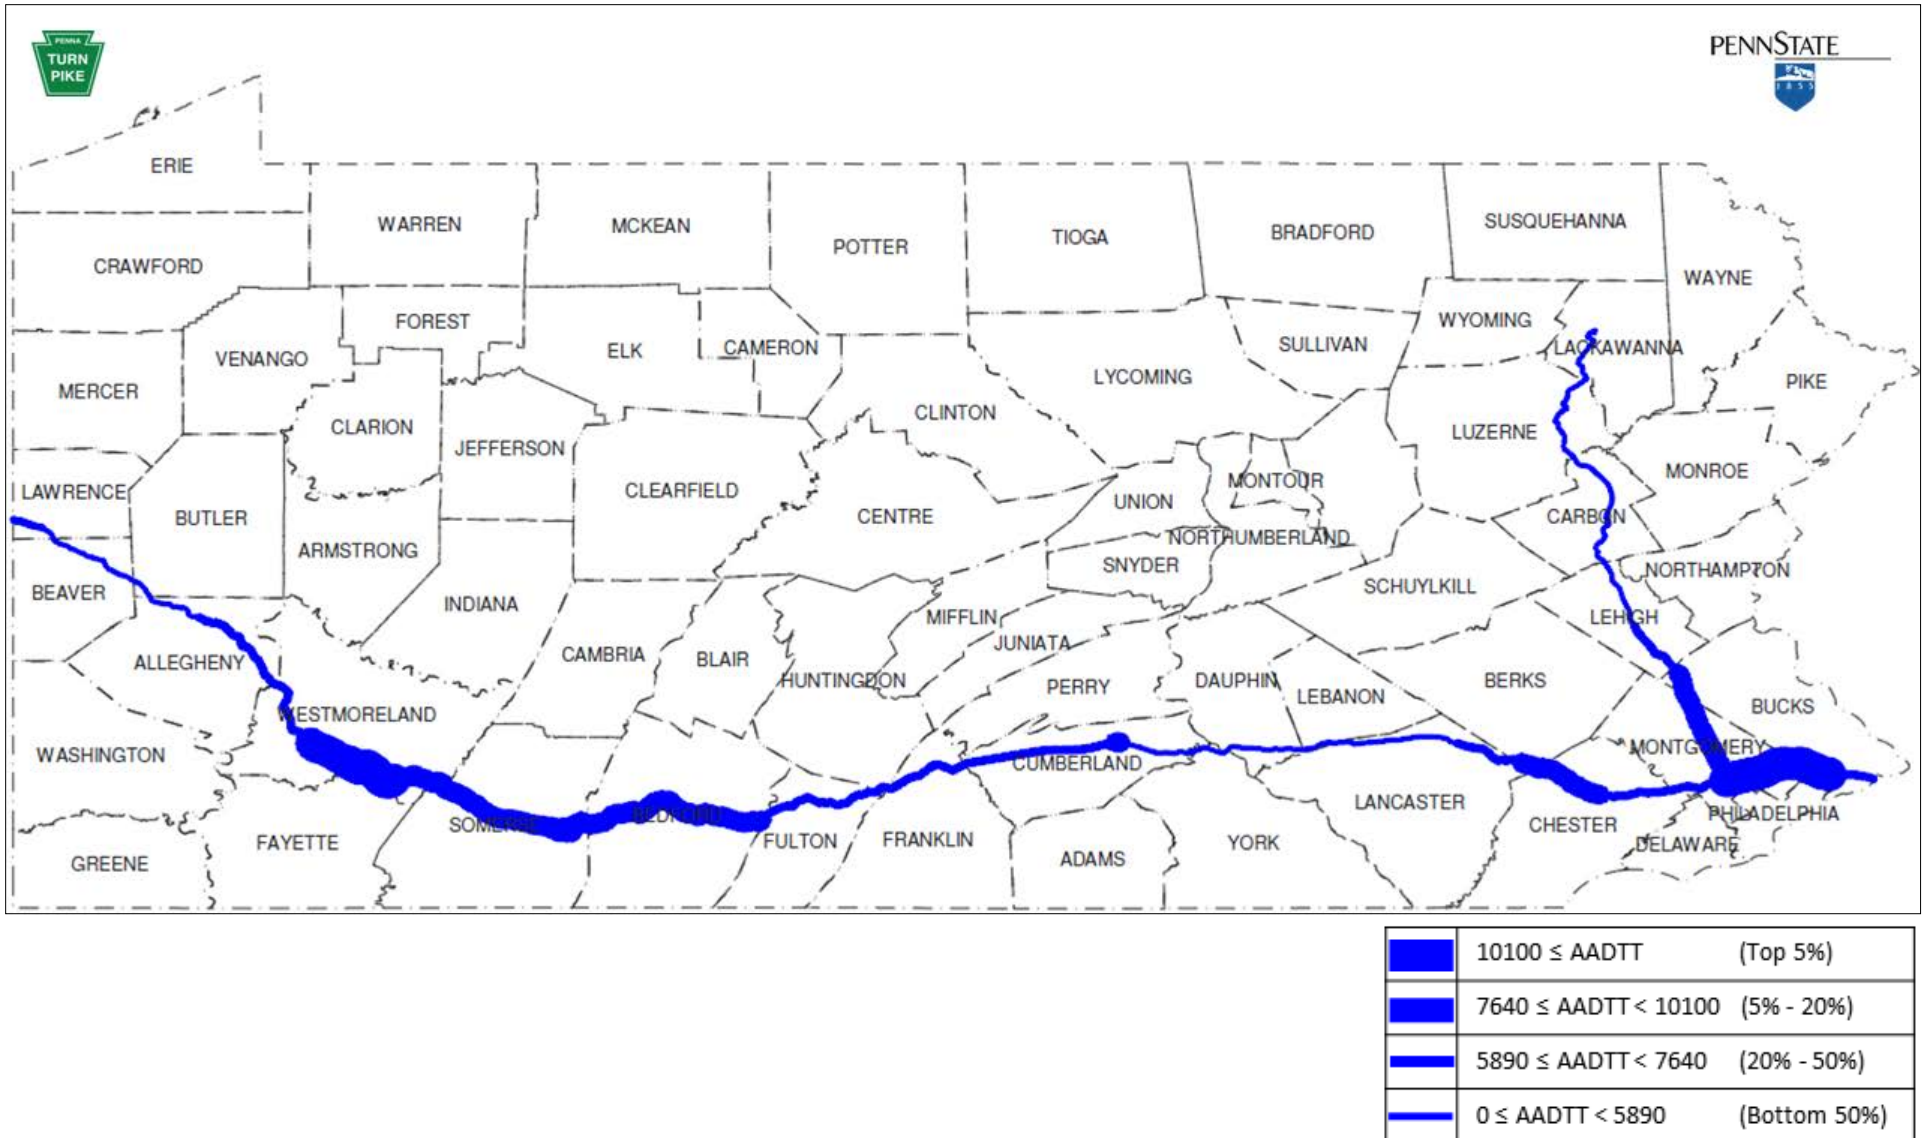 PENNA
TURN
PIKE
PENNSTATE
1855
ERIE
WARREN
MCKEAN
SUSQUEHANNA
TIOGA
BRADFORD
POTTER
CRAWFORD
WAYNE
FOREST
WYOMING
VENANGO
ELK
CAMERON
SULLIVAN
LACKAWANNA
MERCER
LYCOMING
PIKE
CLARION
CLINTON
JEFFERSON
LUZERNE
LAWRENCE
CLEARFIELD
MONTOUR
MONROE
BUTLER
CENTRE
UNION
CARBON
ARMSTRONG
NORTHUMBERLAND
SNYDER
NORTHAMPTON
BEAVER
INDIANA
SCHUYLKILL
MIFFLIN
LEHIGH
JUNIATA
ALLEGHENY
CAMBRIA
BLAIR
HUNTINGDON
PERRY
DAUPHIN
LEBANON
BERKS
WESTMORELAND
BUCKS
WASHINGTON
CUMBERLAND
MONTGOMERY
LANCASTER
SOMERSET
BEDFORD
PHILADELPHIA
FAYETTE
FULTON
FRANKLIN
YORK
CHESTER
DELAWARE
GREENE
ADAMS
10100 ≤ AADTT (Top 5%)
7640 ≤ AADTT < 10100 (5% - 20%)
5890 ≤ AADTT < 7640 (20% - 50%)
0 ≤ AADTT < 5890 (Bottom 50%)